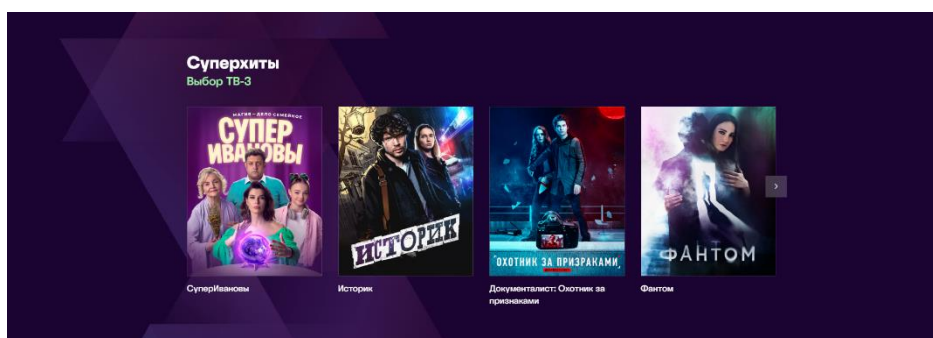 Суперхиты
Выбор ТВ-3
МАГИЯ – ДЕЛО СЕМЕЙНОЕ
СУПЕР
ИВАНОВЫ
ИСТОРИК
ОХОТНИК ЗА ПРИЗРАКАМИ
ФАНТОМ
СуперИвановы
Историк
Документалист: Охотник за
признаками
Фантом